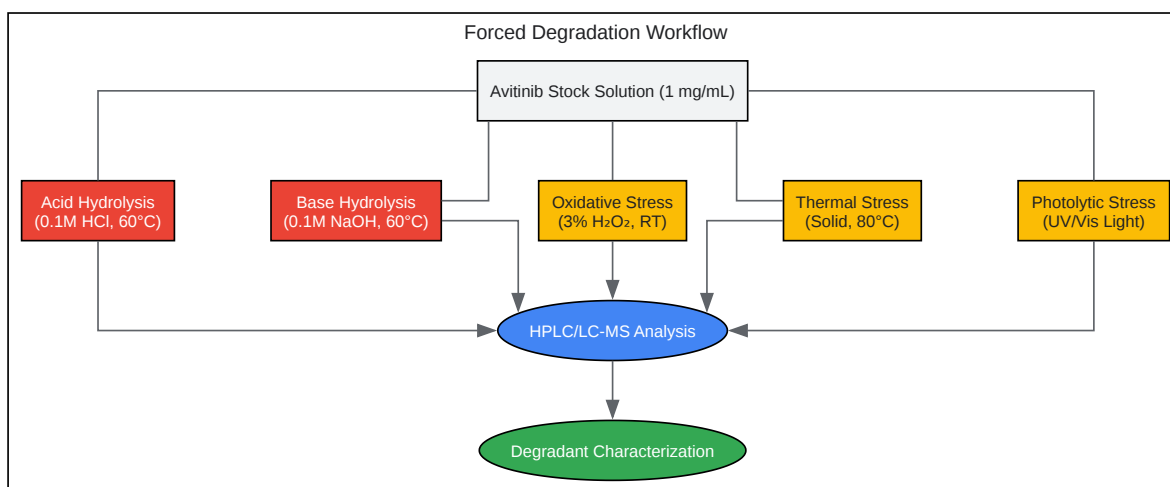 Forced Degradation Workflow
Avitinib Stock Solution (1 mg/mL)
Acid Hydrolysis
(0.1M HCl, 60°C)
Base Hydrolysis
(0.1M NaOH, 60°C)
Oxidative Stress
(3% H₂O₂, RT)
Thermal Stress
(Solid, 80°C)
Photolytic Stress
(UV/Vis Light)
HPLC/LC-MS Analysis
Degradant Characterization